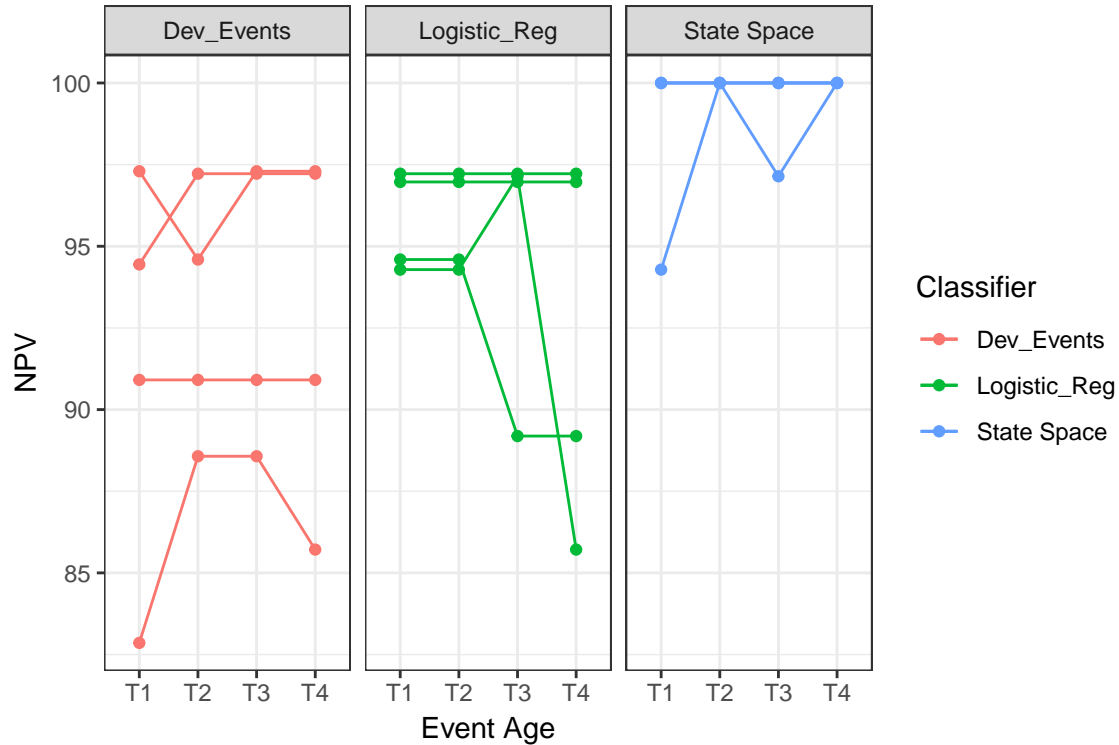 Dev_Events
Logistic_Reg
State Space
100
95
90
85
NPV
T1 T2 T3 T4
T1 T2 T3 T4
T1 T2 T3 T4
Event Age
Classifier
Dev_Events
Logistic_Reg
State Space